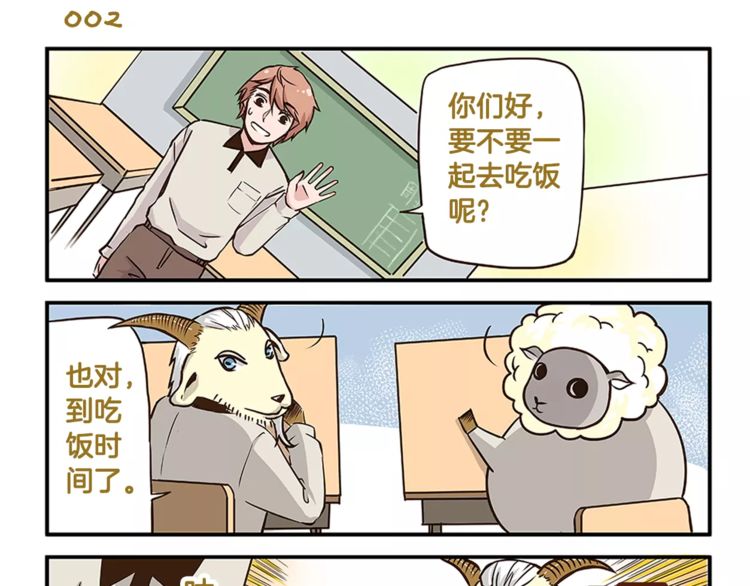 002
你们好，
要不要一
起去吃饭
呢？
也对，
到吃
饭时
间了。